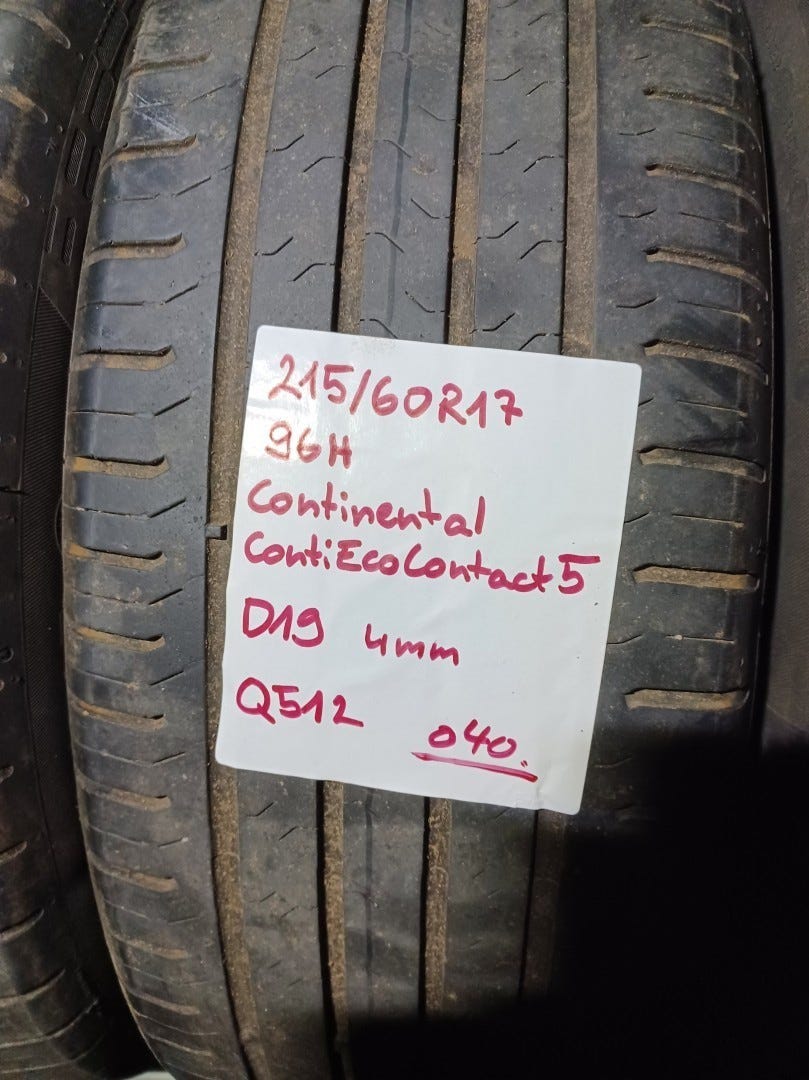 215/60R17
96H
Continental
ContiEcoContact5
D19 4mm
Q512 040.